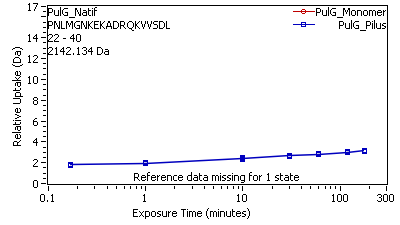 17
PulG_Natif
PulG_Monomer
PNLMGNKEKADRQKVVSDL
PulG_Pilus
22 - 40
2142.134 Da
14
12
10
8
6
4
2
0
Relative Uptake (Da)
Reference data missing for 1 state
0.1 1 10 100 300
Exposure Time (minutes)